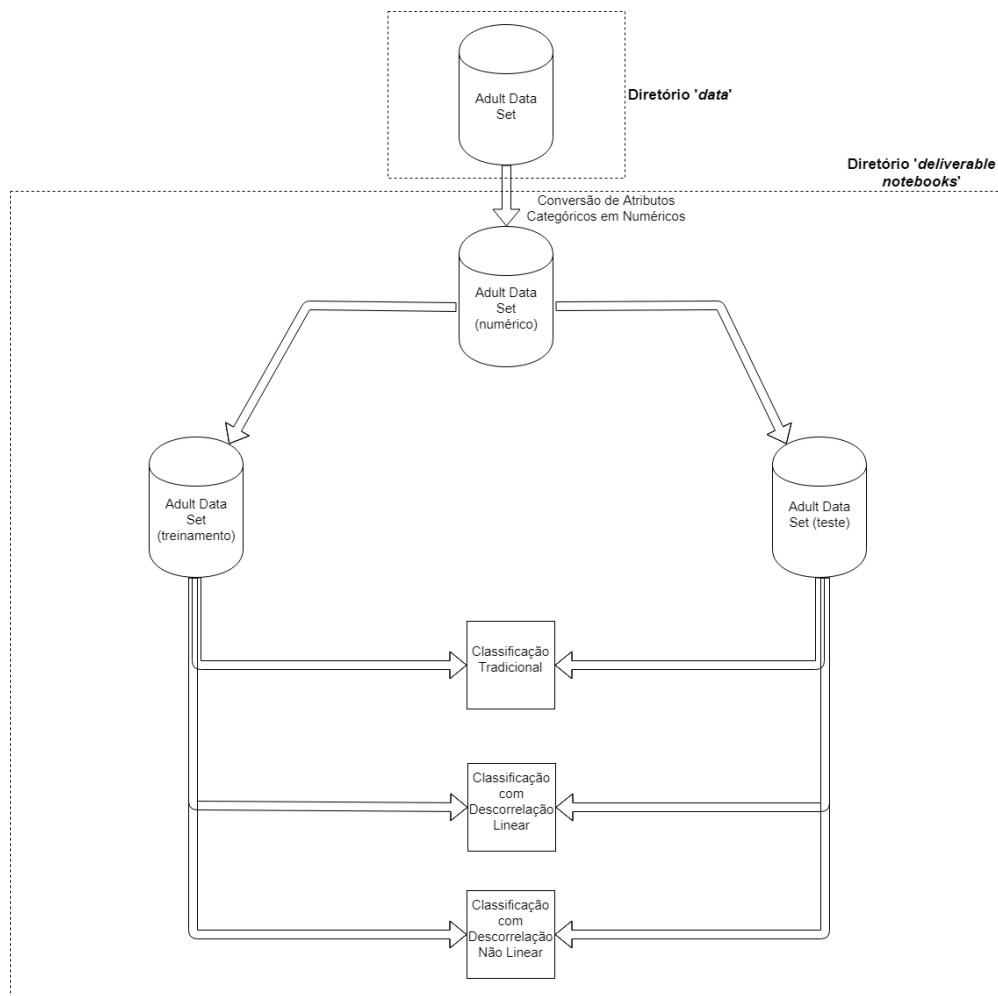 Adult Data
Set
Diretório 'data'
Diretório 'deliverable
notebooks'
Conversão de Atributos
Categóricos em Numéricos
Adult Data
Set
(numérico)
Adult Data
Set
(treinamento)
Adult Data
Set (teste)
Classificação
Tradicional
Classificação
com
Descorrelação
Linear
Classificação
com
Descorrelação
Não Linear